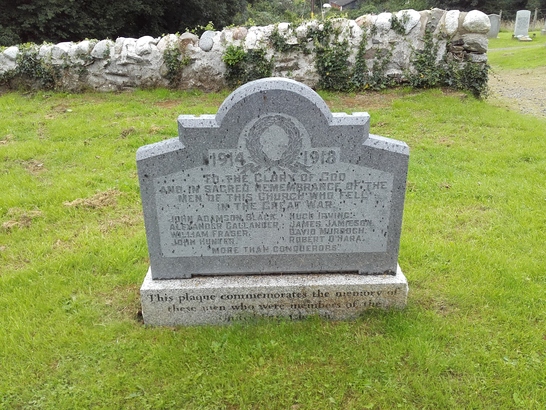 1914 1918
TO THE GLORY OF GOD
AND IN SACRED REMEMBRANCE OF THE
MEN OF THIS CHURCH WHO FELL
IN THE GREAT WAR.
JOHN ADAMSON BLACK. HUGH IRVING.
ALEXANDER CALLANDER. JAMES JAMIESON.
WILLIAM FRASER. DAVID MURDOCH.
JOHN HUNTER. ROBERT O'HARA.
"MORE THAN CONQUERORS"
This plaque commemorates the memory of
these men who were members of the